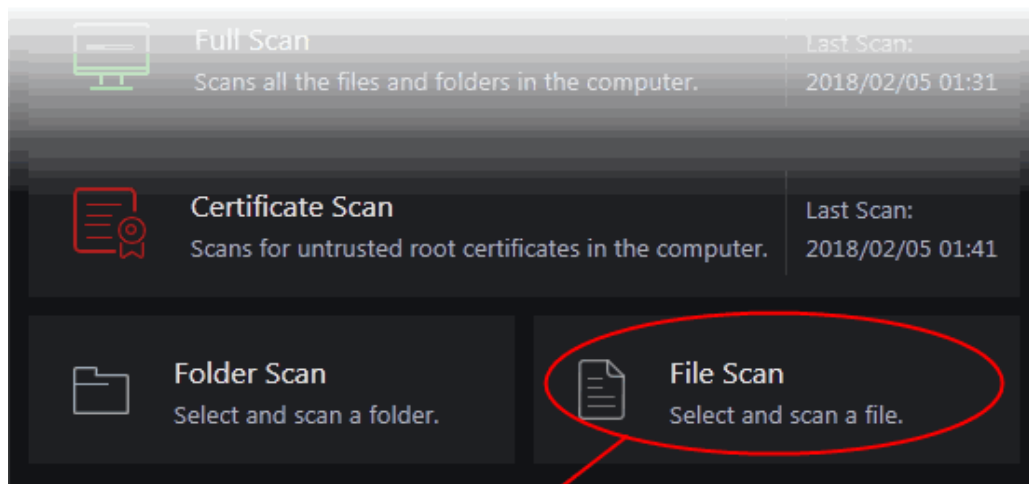 Full Scan
Scans all the files and folders in the computer.
Last Scan:
2018/02/05 01:31
Certificate Scan
Scans for untrusted root certificates in the computer.
Last Scan:
2018/02/05 01:41
Folder Scan
Select and scan a folder.
File Scan
Select and scan a file.